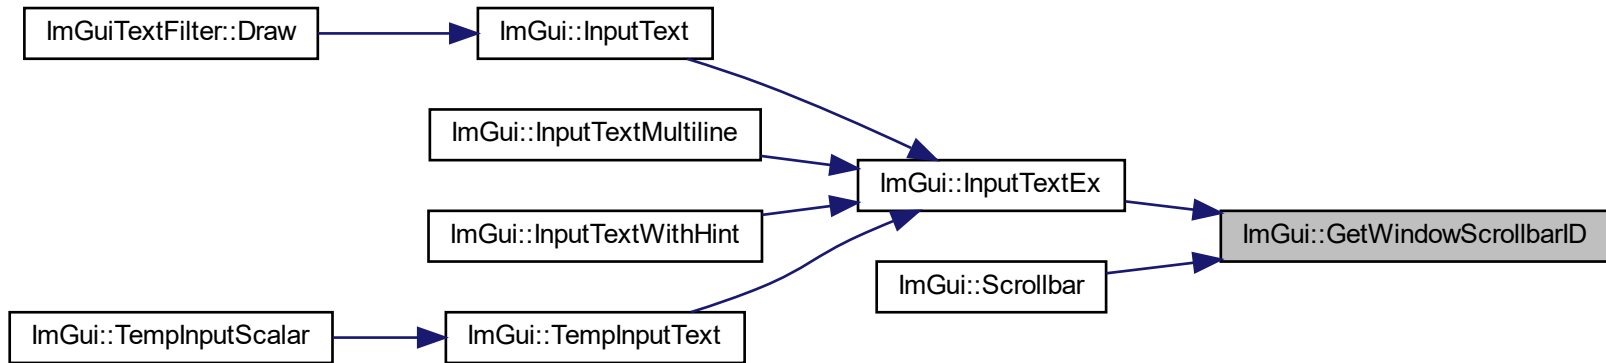 ImGuiTextFilter::Draw
ImGui::InputText
ImGui::InputTextMultiline
ImGui::InputTextEx
ImGui::InputTextWithHint
ImGui::GetWindowScrollbarID
ImGui::Scrollbar
ImGui::TempInputScalar
ImGui::TempInputText